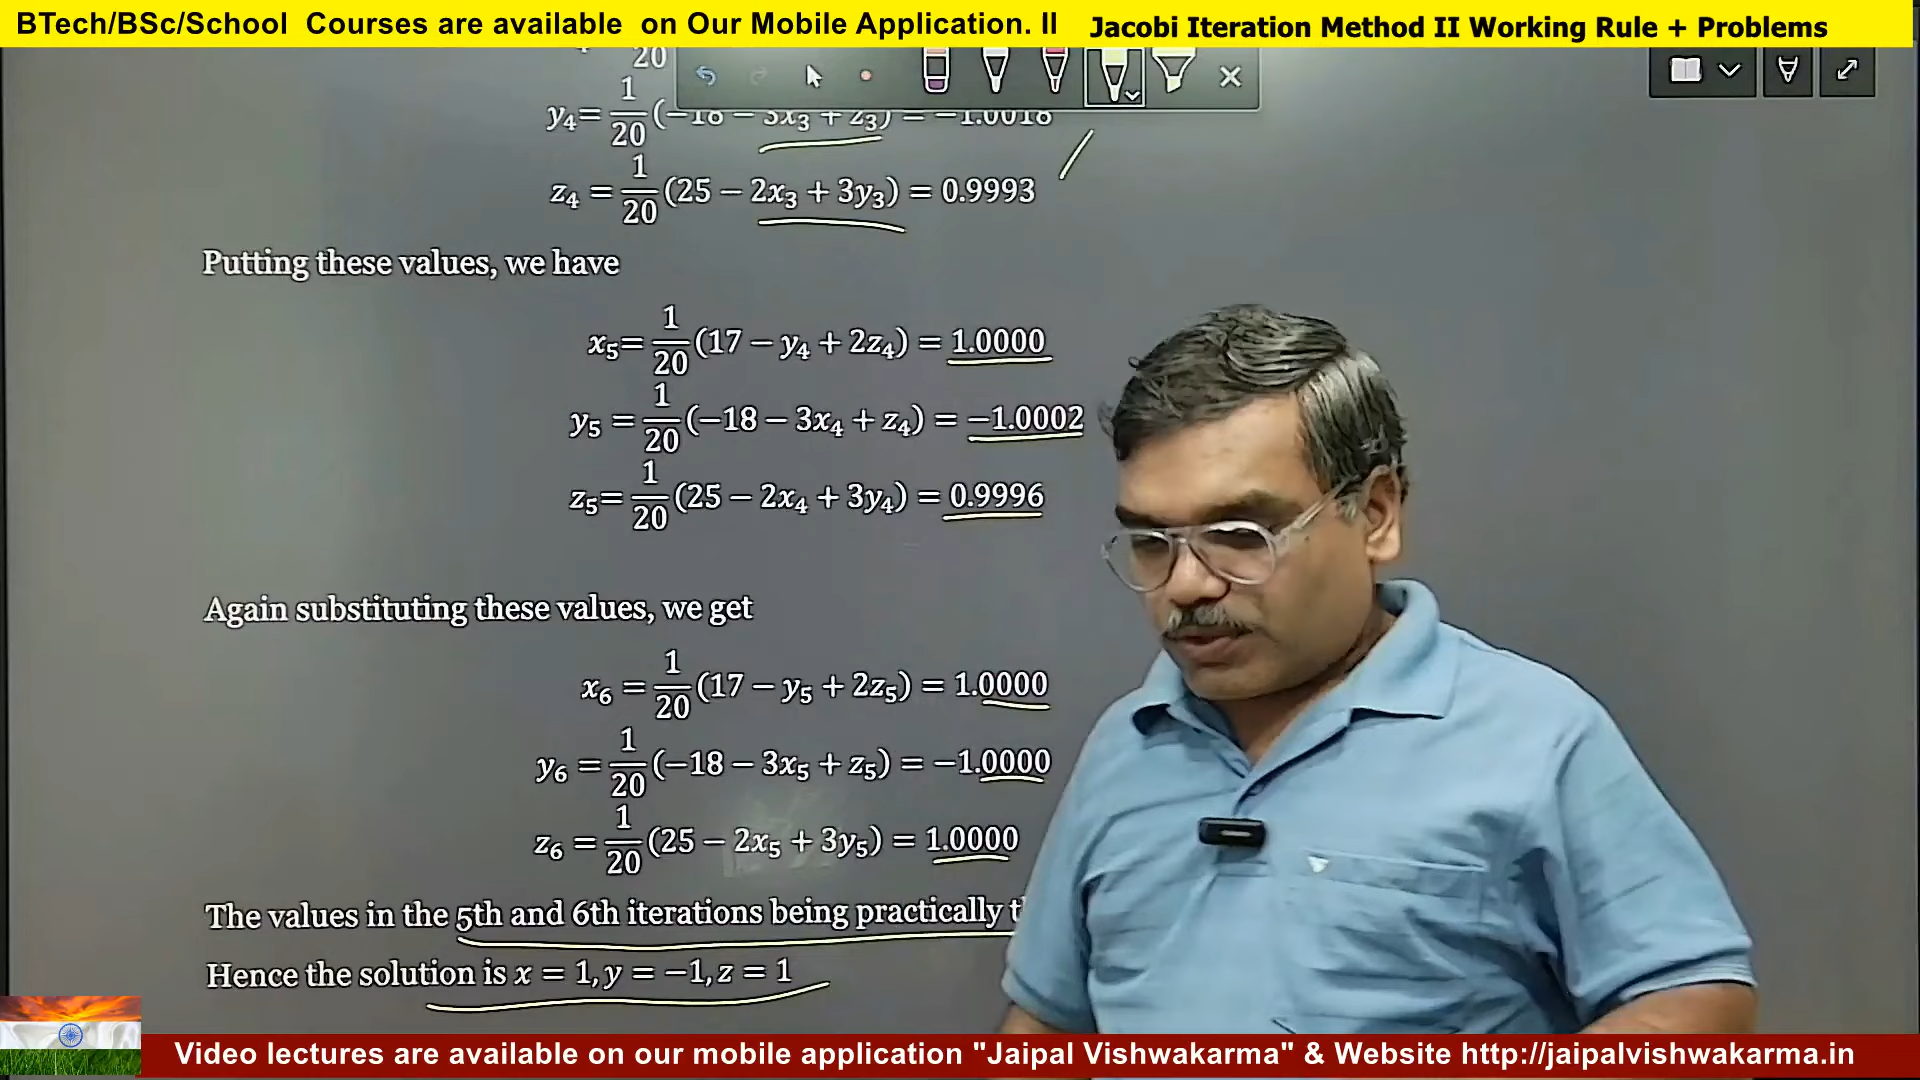 BTech/BSc/School Courses are available on Our Mobile Application. II
Jacobi Iteration Method II Working Rule + Problems
20
y₄= 1/20 (−18 − 3x₃ + z₃) = −1.0018
z₄ = 1/20 (25 − 2x₃ + 3y₃) = 0.9993
Putting these values, we have
x₅= 1/20 (17 − y₄ + 2z₄) = 1.0000
y₅ = 1/20 (−18 − 3x₄ + z₄) = −1.0002
z₅= 1/20 (25 − 2x₄ + 3y₄) = 0.9996
Again substituting these values, we get
x₆ = 1/20 (17 − y₅ + 2z₅) = 1.0000
y₆ = 1/20 (−18 − 3x₅ + z₅) = −1.0000
z₆ = 1/20 (25 − 2x₅ + 3y₅) = 1.0000
The values in the 5th and 6th iterations being practically
Hence the solution is x = 1, y = −1, z = 1
Video lectures are available on our mobile application "Jaipal Vishwakarma" & Website http://jaipalvishwakarma.in